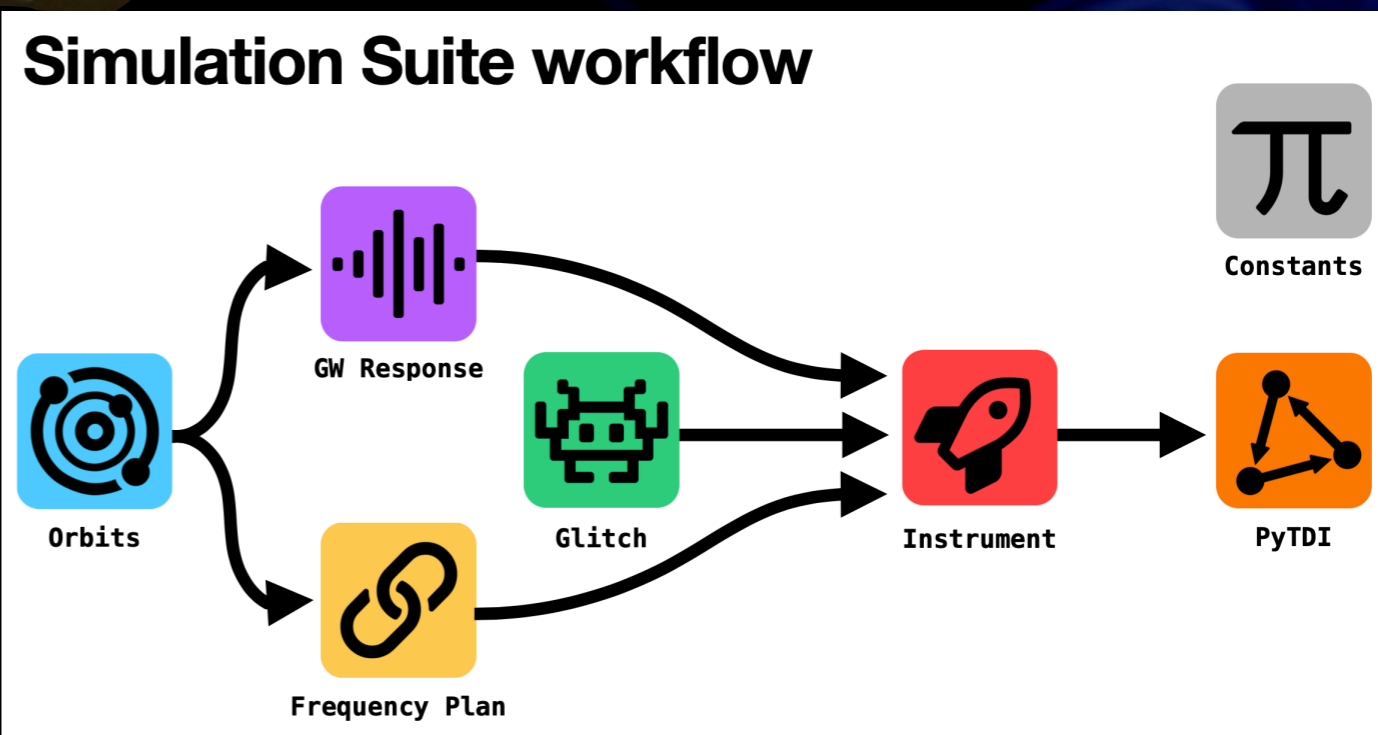 Simulation Suite workflow
π
Constants
GW Response
Orbits
Glitch
Instrument
PyTDI
Frequency Plan